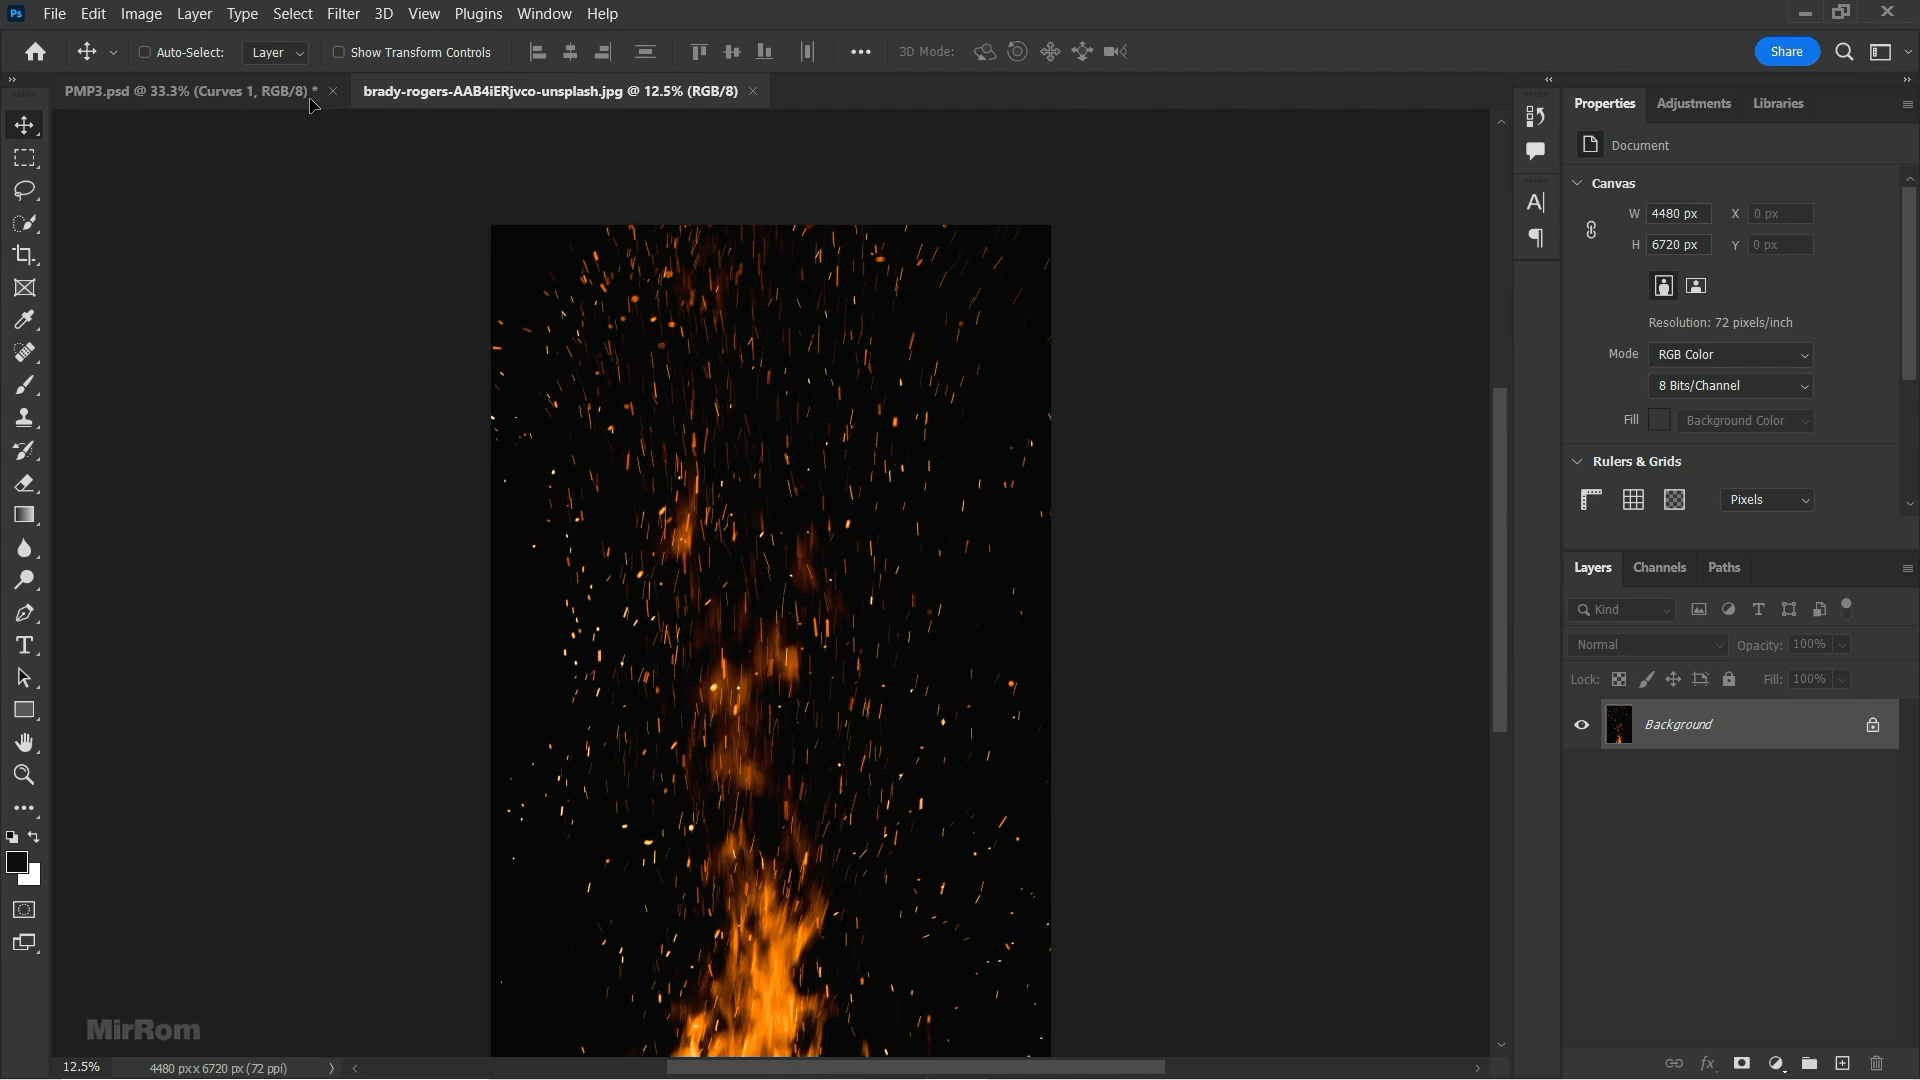 Ps File Edit Image Layer Type Select Filter 3D View Plugins Window Help
Auto-Select: Layer Show Transform Controls 3D Mode: Share
PMP3.psd @ 33.3% (Curves 1, RGB/8) * brady-rogers-AAB4iERjvco-unsplash.jpg @ 12.5% (RGB/8)
Properties Adjustments Libraries
Document
Canvas
W 4480 px X 0 px
H 6720 px Y 0 px
Resolution: 72 pixels/inch
Mode RGB Color
8 Bits/Channel
Fill Background Color
Rulers & Grids
Pixels
Layers Channels Paths
Kind
Normal Opacity: 100%
Lock: Fill: 100%
Background
MirRom
12.5% 4480 px x 6720 px (72 ppi)